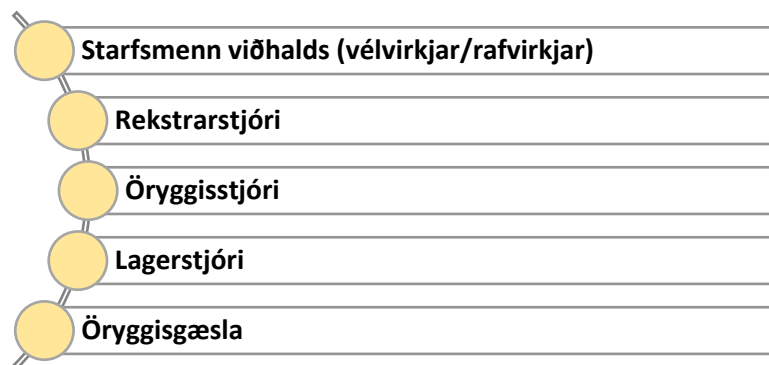 Starfsmenn viðhalds (vélvirkjar/rafvirkjar)
Rekstrarstjóri
Öryggisstjóri
Lagerstjóri
Öryggisgæsla